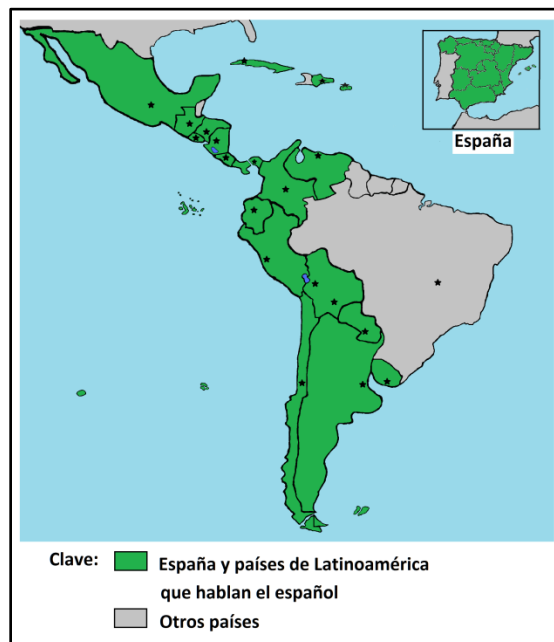 España
Clave:
España y países de Latinoamérica
que hablan el español
Otros países